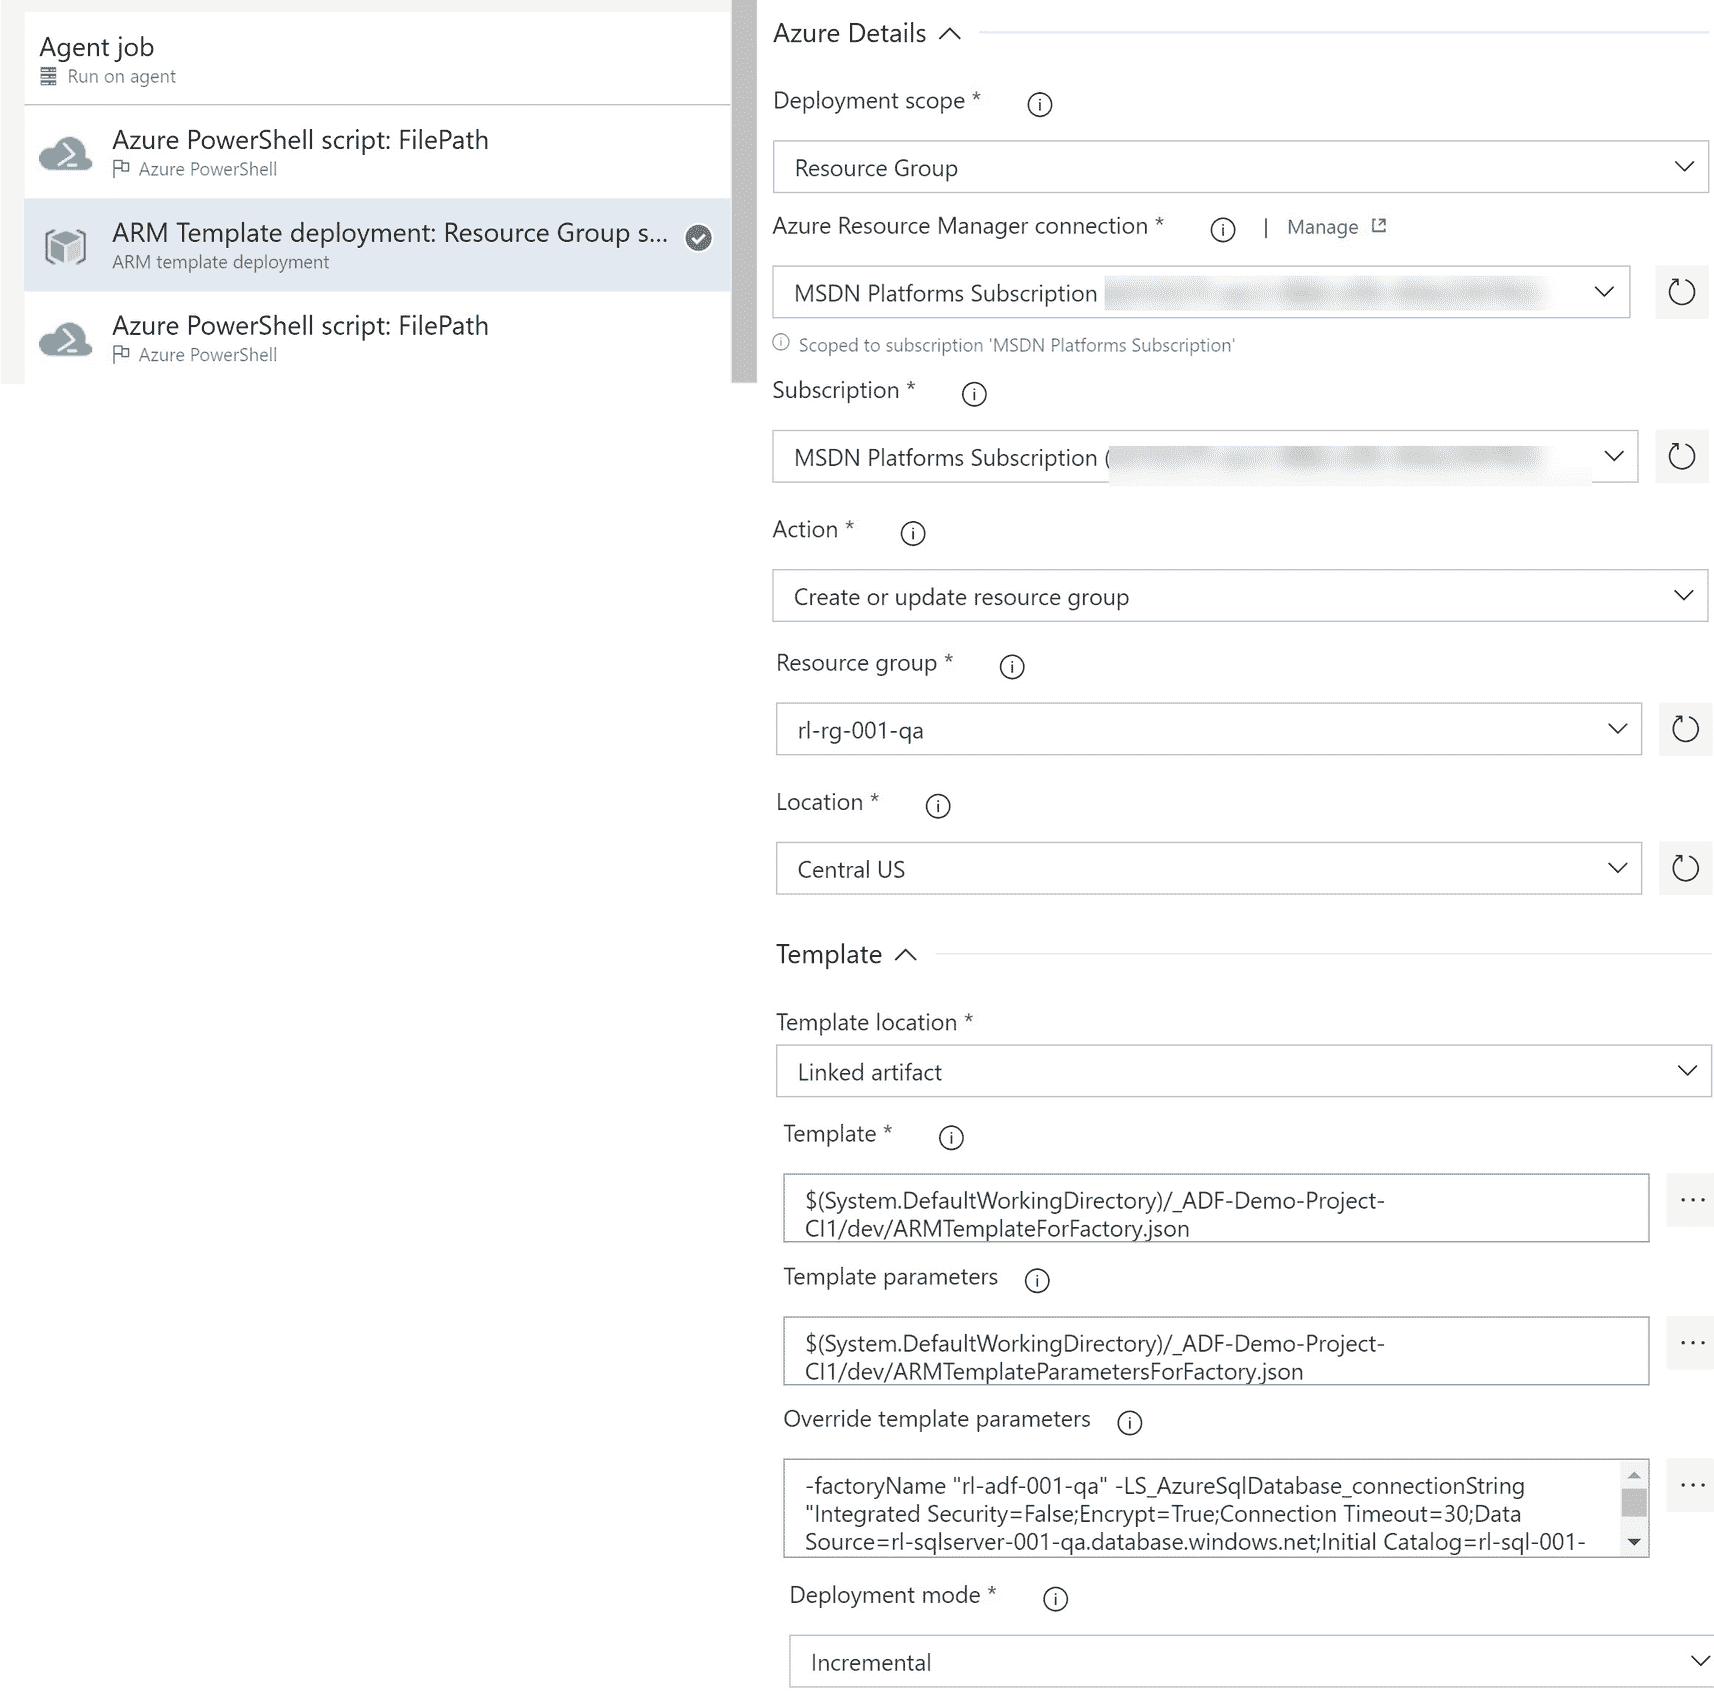 Agent job
Run on agent
Azure PowerShell script: FilePath
Azure PowerShell
ARM Template deployment: Resource Group s...
ARM template deployment
Azure PowerShell script: FilePath
Azure PowerShell
Azure Details
Deployment scope *
Resource Group
Azure Resource Manager connection * | Manage
MSDN Platforms Subscription
Scoped to subscription 'MSDN Platforms Subscription'
Subscription *
MSDN Platforms Subscription (
Action *
Create or update resource group
Resource group *
rl-rg-001-qa
Location *
Central US
Template
Template location *
Linked artifact
Template *
$(System.DefaultWorkingDirectory)/_ADF-Demo-Project-
CI1/dev/ARMTemplateForFactory.json
Template parameters
$(System.DefaultWorkingDirectory)/_ADF-Demo-Project-
CI1/dev/ARMTemplateParametersForFactory.json
Override template parameters
-factoryName "rl-adf-001-qa" -LS_AzureSqlDatabase_connectionString
"Integrated Security=False;Encrypt=True;Connection Timeout=30;Data
Source=rl-sqlserver-001-qa.database.windows.net;Initial Catalog=rl-sql-001-
Deployment mode *
Incremental